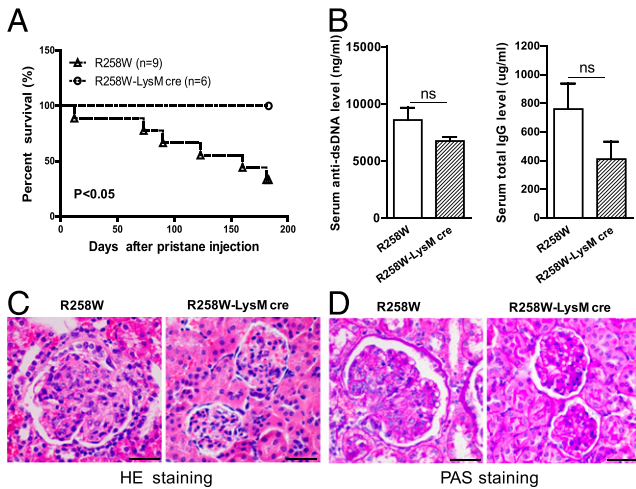 A
R258W (n=9)
R258W-LysM cre (n=6)
Percent survival (%)
150
100
50
0
P<0.05
0 50 100 150 200
Days after pristane injection
B
Serum anti-dsDNA level (ng/ml)
15000
10000
5000
0
ns
R258W
R258W-LysM cre
Serum total IgG level (ug/ml)
1200
1000
800
600
400
200
0
ns
R258W
R258W-LysM cre
C
R258W
R258W-LysM cre
HE staining
D
R258W
R258W-LysM cre
PAS staining